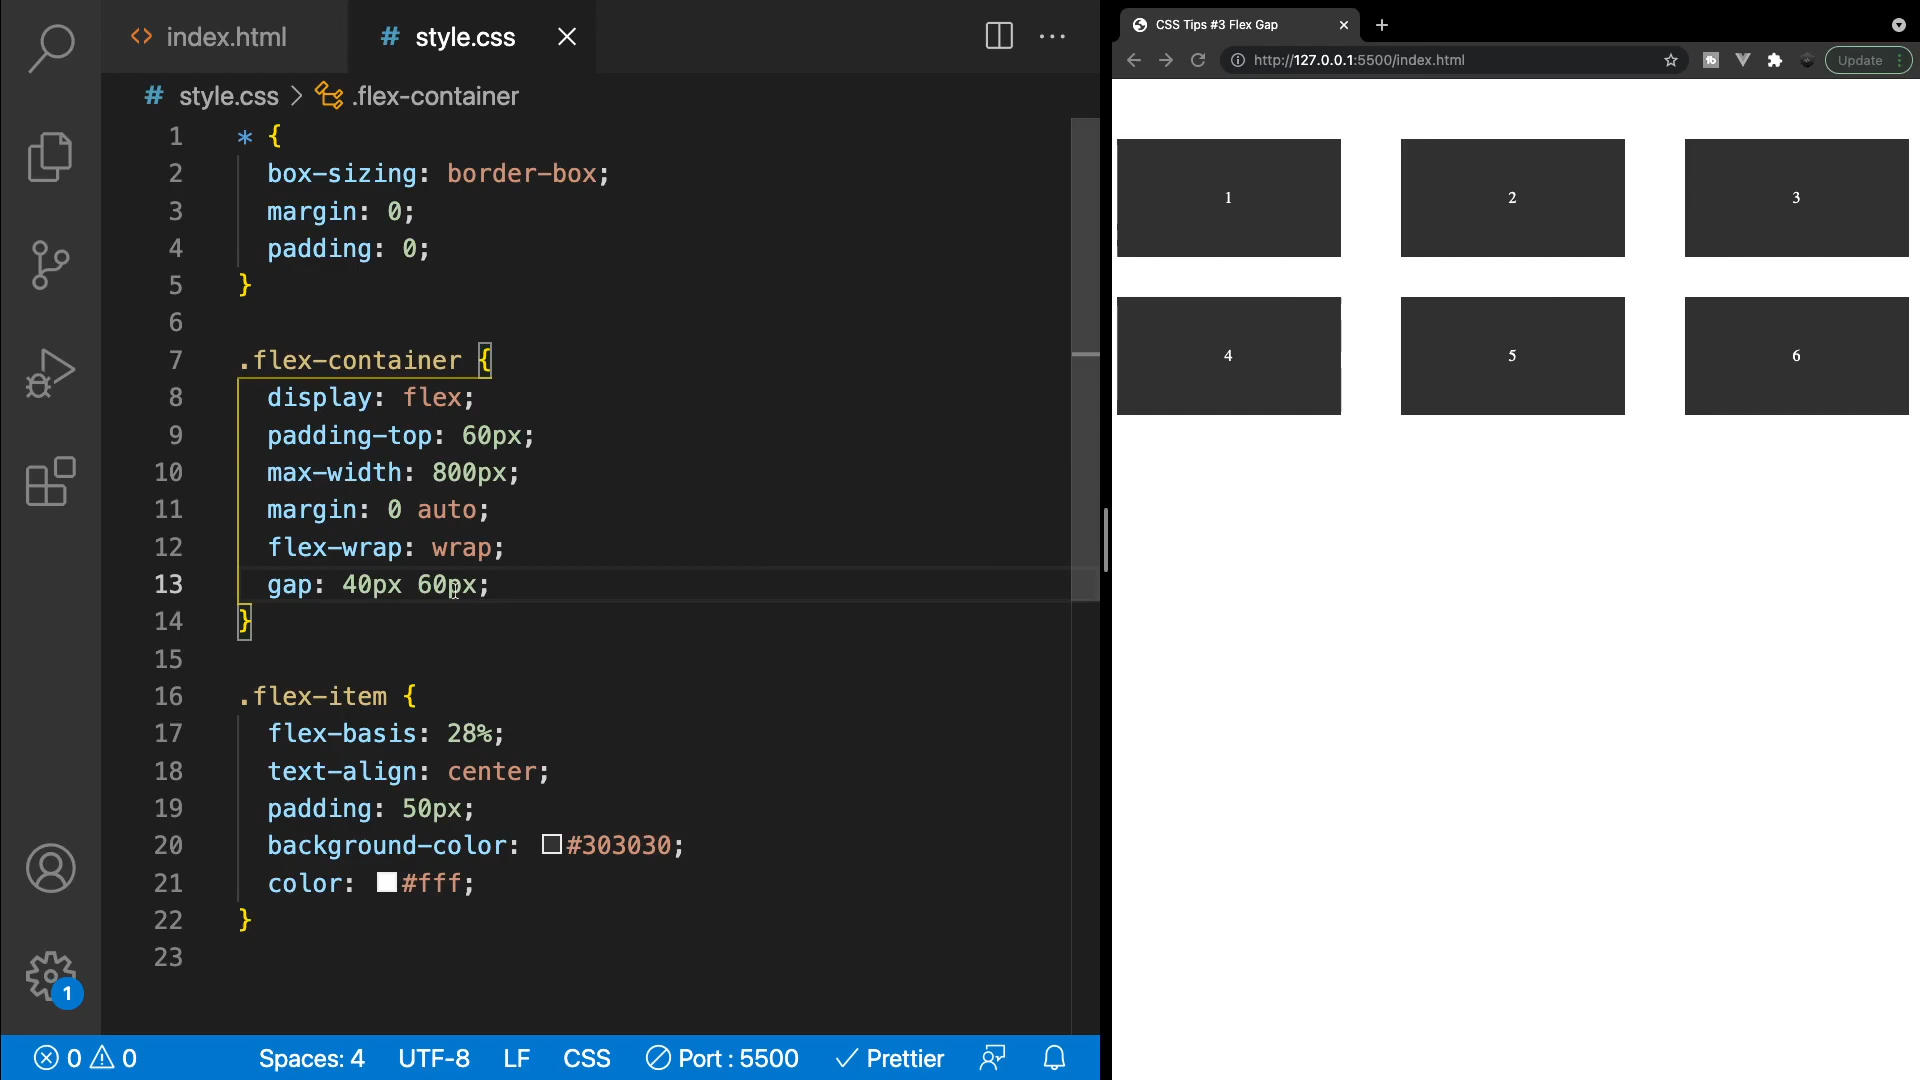 index.html
# style.css
# style.css > .flex-container
1 * {
2 box-sizing: border-box;
3 margin: 0;
4 padding: 0;
5 }
6
7 .flex-container {
8 display: flex;
9 padding-top: 60px;
10 max-width: 800px;
11 margin: 0 auto;
12 flex-wrap: wrap;
13 gap: 40px 60px;
14 }
15
16 .flex-item {
17 flex-basis: 28%;
18 text-align: center;
19 padding: 50px;
20 background-color: #303030;
21 color: #fff;
22 }
23
1
0 0 Spaces: 4 UTF-8 LF CSS Port : 5500 Prettier
CSS Tips #3 Flex Gap
http://127.0.0.1:5500/index.html
Update
1 2 3
4 5 6